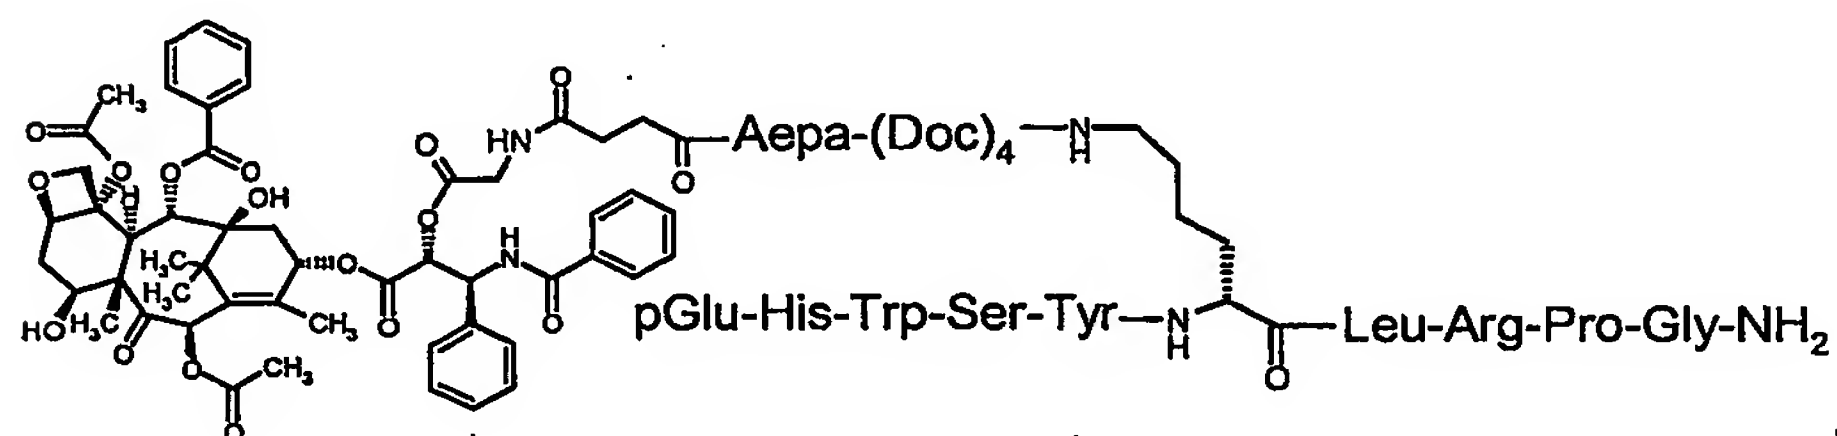 O
CH₃
O O HN Aepa-(Doc)₄ N
H
O O O O
O H OH
O
H
H₃C O N
H₃C
HO H₃C CH₃ O O pGlu-His-Trp-Ser-Tyr N Leu-Arg-Pro-Gly-NH₂
O H
O CH₃ O
O